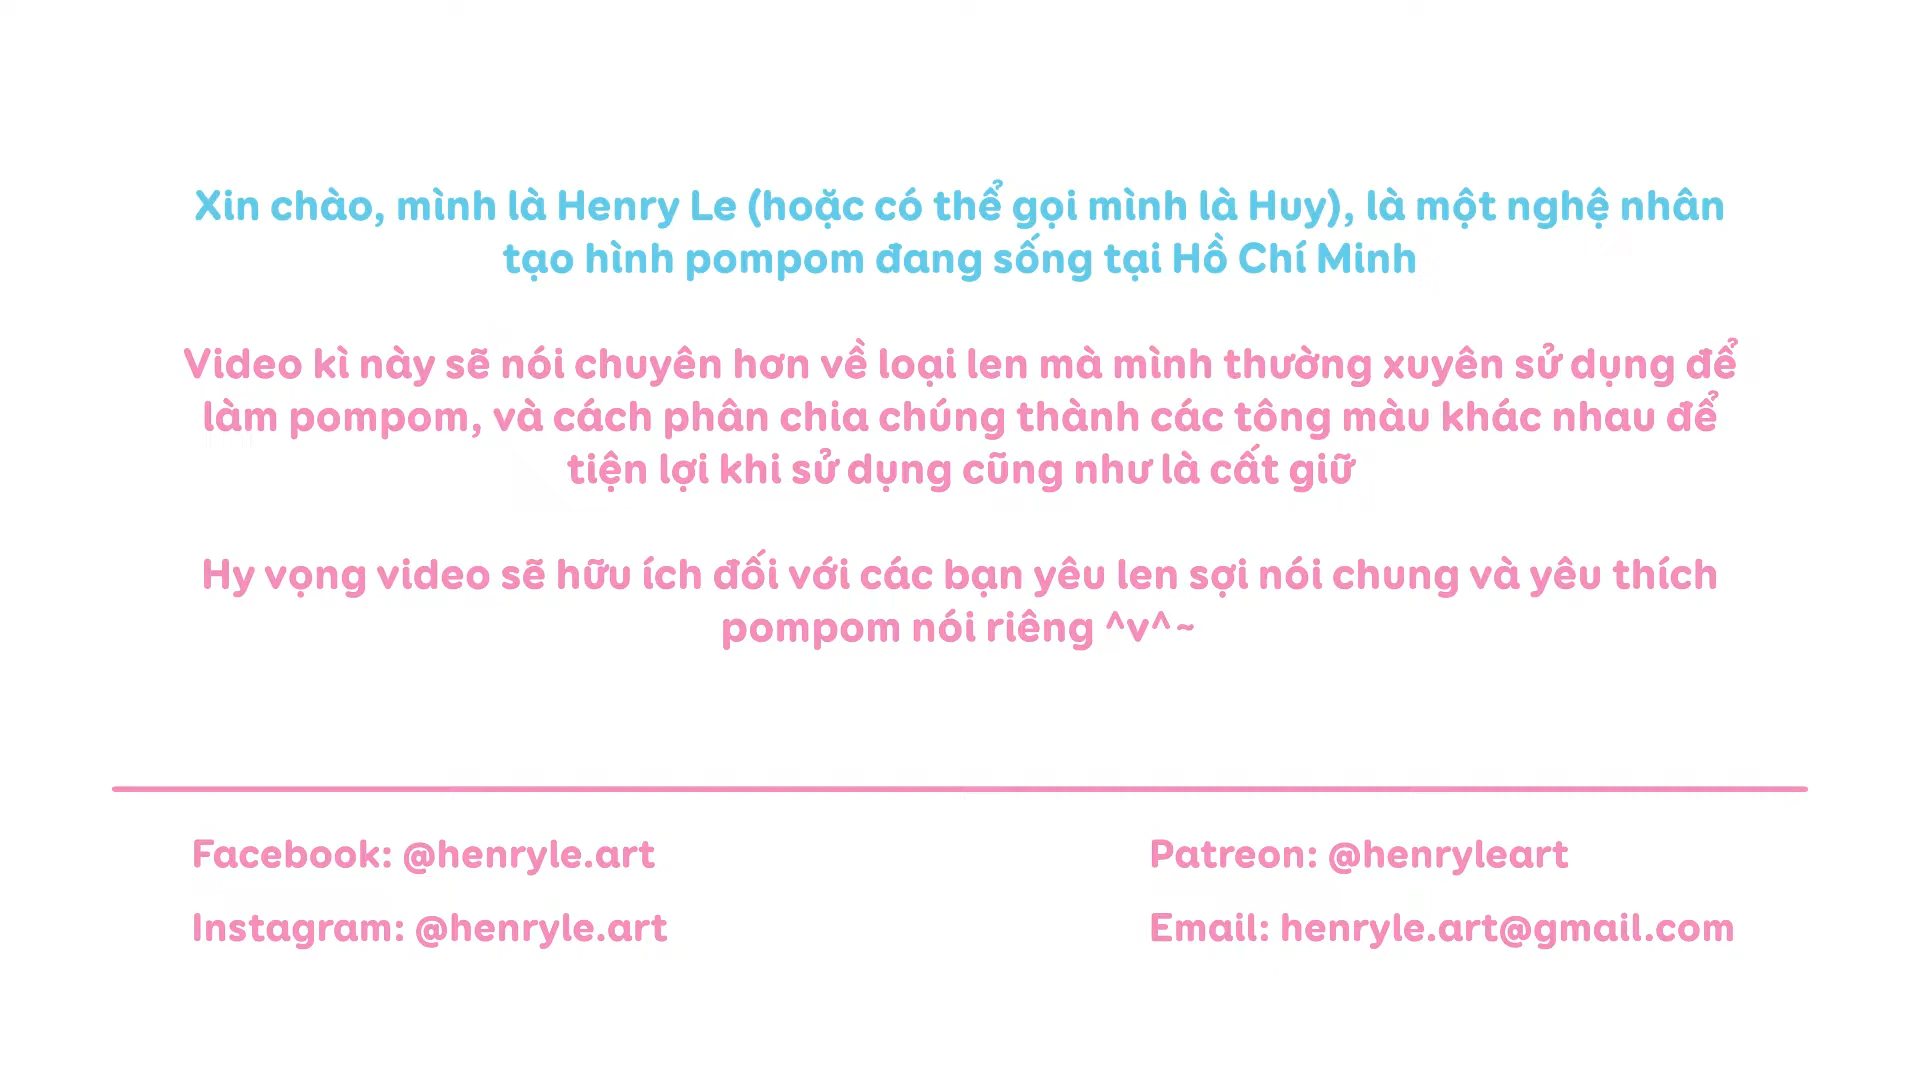 Xin chào, mình là Henry Le (hoặc có thể gọi mình là Huy), là một nghệ nhân
tạo hình pompom đang sống tại Hồ Chí Minh
Video kì này sẽ nói chuyên hơn về loại len mà mình thường xuyên sử dụng để
làm pompom, và cách phân chia chúng thành các tông màu khác nhau để
tiện lợi khi sử dụng cũng như là cất giữ
Hy vọng video sẽ hữu ích đối với các bạn yêu len sợi nói chung và yêu thích
pompom nói riêng ^v^~
Facebook: @henryle.art
Instagram: @henryle.art
Patreon: @henryleart
Email: henryle.art@gmail.com